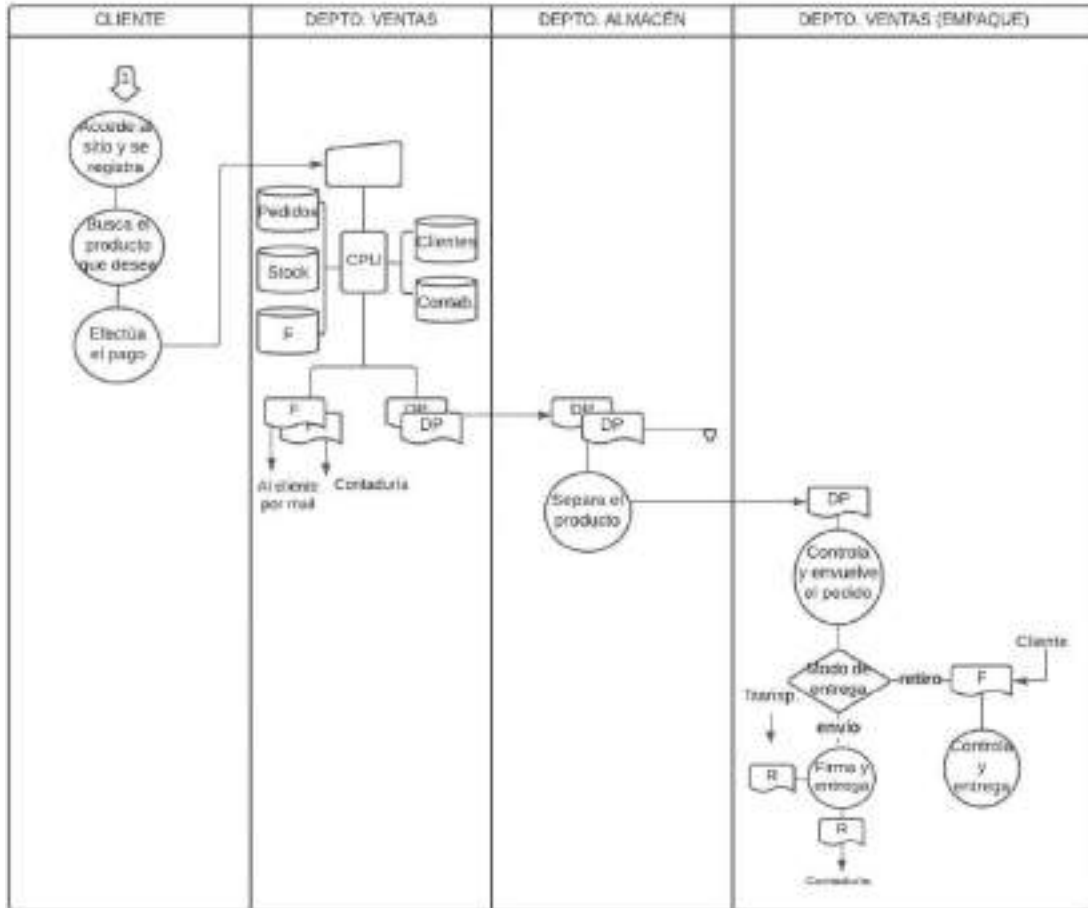 CLIENTE
DEPTO. VENTAS
DEPTO. ALMACÉN
DEPTO. VENTAS (EMPAQUE)
1
Accede al
sitio y se
registra
Busca el
producto
que desea
Efectúa
el pago
Pedidos
Stock
F
CPU
Clientes
Contab.
F
F
DP
DP
Al cliente
por mail
Contaduría
DP
DP
Separa el
producto
DP
Controla
y envuelve
el pedido
Modo de
entrega
retiro
F
Cliente
Controla
y
entrega
envío
Transp.
R
Firma y
entrega
R
Contaduría